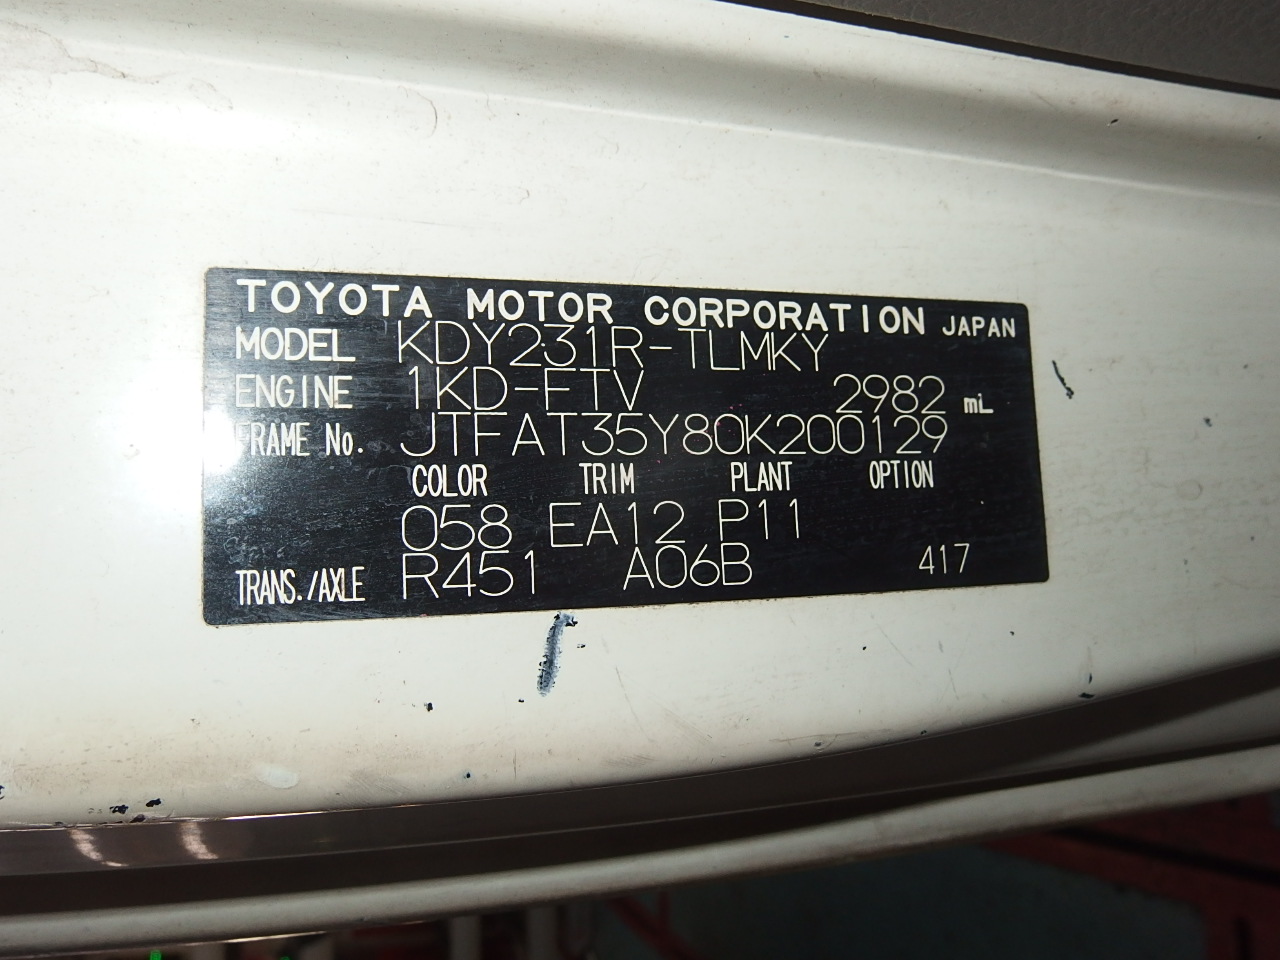 TOYOTA MOTOR CORPORATION JAPAN
MODEL KDY231R-TLMKY
ENGINE 1KD-FTV 2982 mL
FRAME No. JTFAT35Y80K200129
COLOR TRIM PLANT OPTION
058 EA12 P11
TRANS./AXLE R451 A06B 417